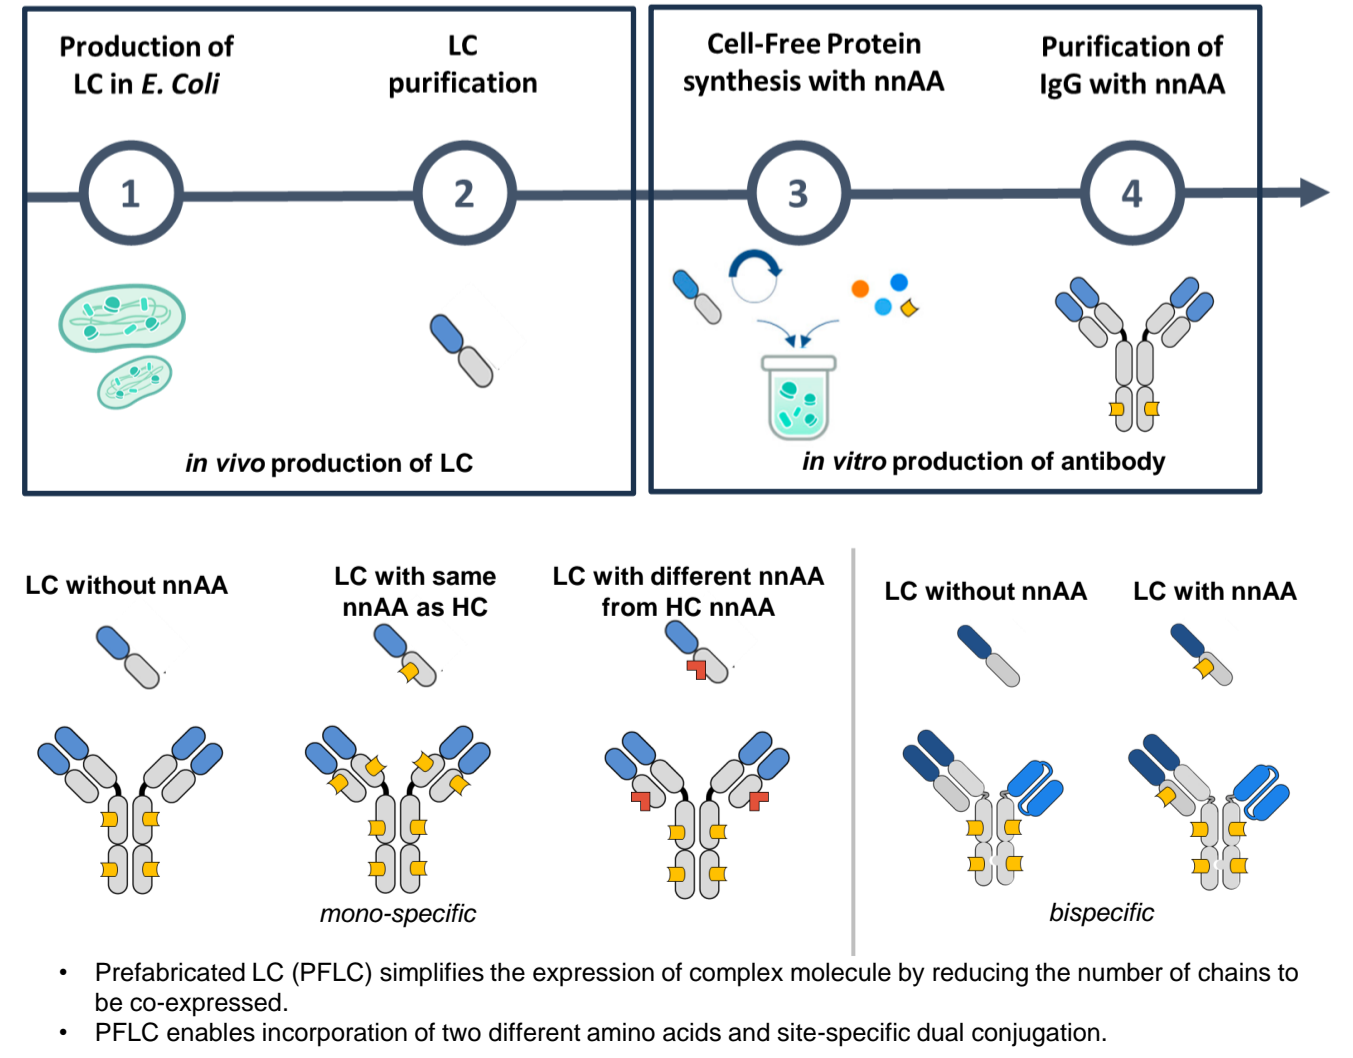 Production of
LC in E. Coli
LC
purification
Cell-Free Protein
synthesis with nnAA
Purification of
IgG with nnAA
1
2
3
4
in vivo production of LC
in vitro production of antibody
LC without nnAA
LC with same
nnAA as HC
LC with different nnAA
from HC nnAA
LC without nnAA
LC with nnAA
mono-specific
bispecific
• Prefabricated LC (PFLC) simplifies the expression of complex molecule by reducing the number of chains to
be co-expressed.
• PFLC enables incorporation of two different amino acids and site-specific dual conjugation.